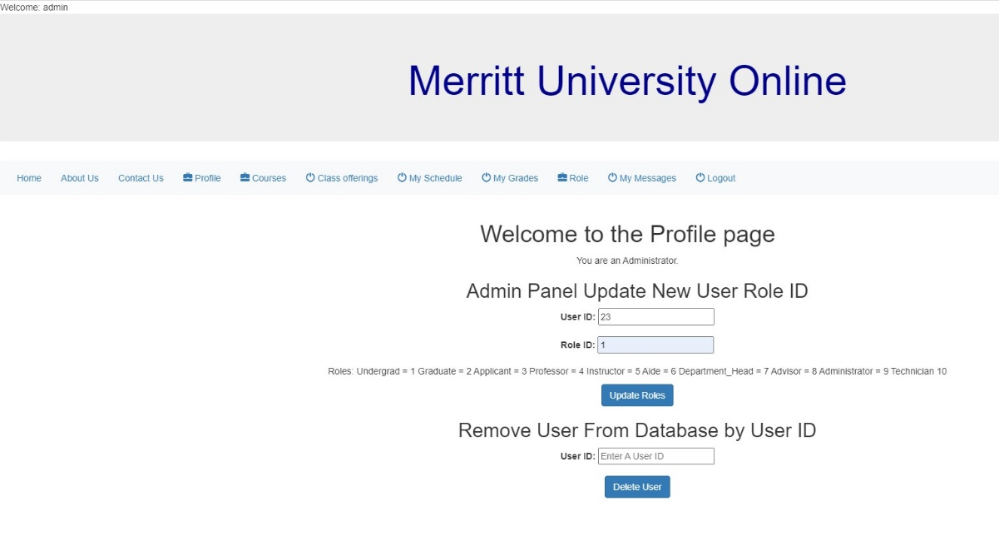 Welcome: admin
Merritt University Online
Home About Us Contact Us Profile Courses Class offerings My Schedule My Grades Role My Messages Logout
Welcome to the Profile page
You are an Administrator.
Admin Panel Update New User Role ID
User ID: 23
Role ID: 1
Roles: Undergrad = 1 Graduate = 2 Applicant = 3 Professor = 4 Instructor = 5 Aide = 6 Department_Head = 7 Advisor = 8 Administrator = 9 Technician 10
Update Roles
Remove User From Database by User ID
User ID: Enter A User ID
Delete User